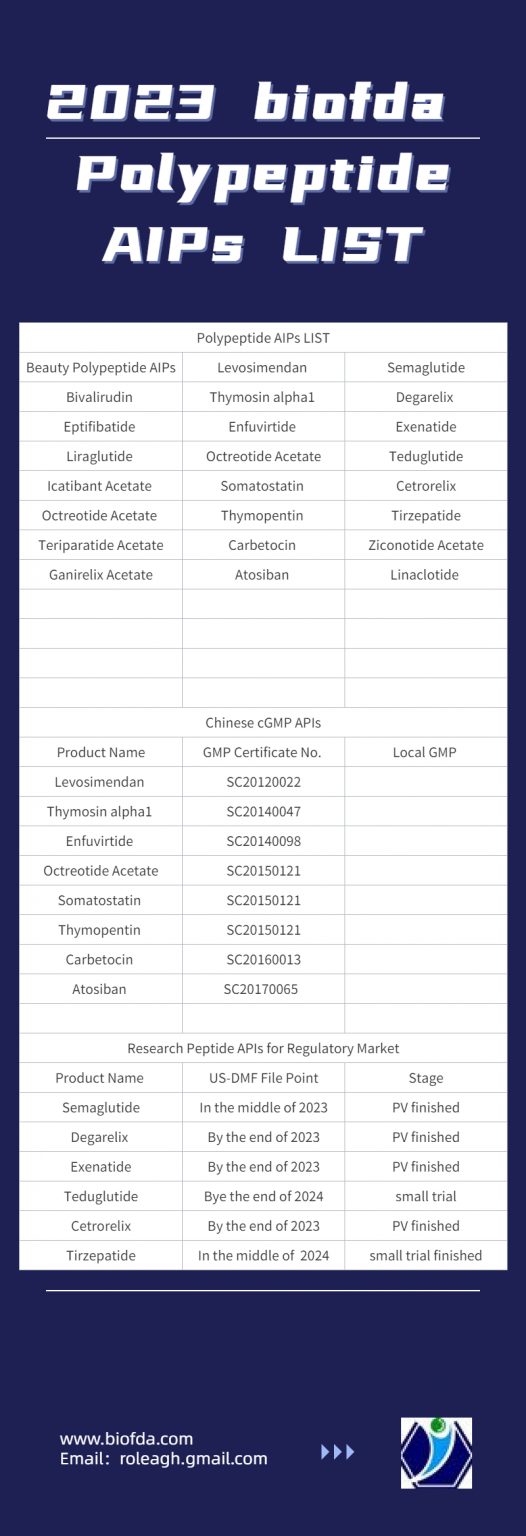 2023 biofda
Polypeptide
AIPs LIST
Polypeptide AIPs LIST
Beauty Polypeptide AIPs Levosimendan Semaglutide
Bivalirudin Thymosin alpha1 Degarelix
Eptifibatide Enfuvirtide Exenatide
Liraglutide Octreotide Acetate Teduglutide
Icatibant Acetate Somatostatin Cetrorelix
Octreotide Acetate Thymopentin Tirzepatide
Teriparatide Acetate Carbetocin Ziconotide Acetate
Ganirelix Acetate Atosiban Linaclotide
Chinese cGMP APIs
Product Name GMP Certificate No. Local GMP
Levosimendan SC20120022
Thymosin alpha1 SC20140047
Enfuvirtide SC20140098
Octreotide Acetate SC20150121
Somatostatin SC20150121
Thymopentin SC20150121
Carbetocin SC20160013
Atosiban SC20170065
Research Peptide APIs for Regulatory Market
Product Name US-DMF File Point Stage
Semaglutide In the middle of 2023 PV finished
Degarelix By the end of 2023 PV finished
Exenatide By the end of 2023 PV finished
Teduglutide Bye the end of 2024 small trial
Cetrorelix By the end of 2023 PV finished
Tirzepatide In the middle of 2024 small trial finished
www.biofda.com
Email：roleagh.gmail.com